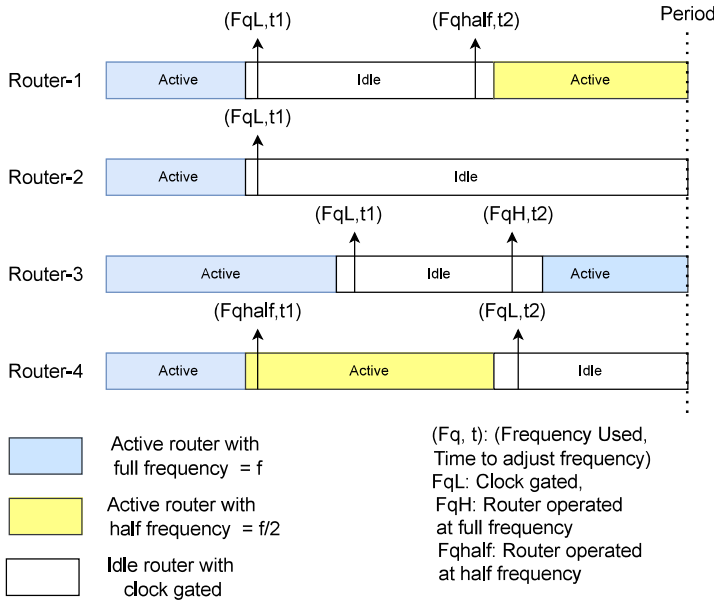 Period
(FqL,t1)
(Fqhalf,t2)
Router-1
Active
Idle
Active
(FqL,t1)
Router-2
Active
Idle
(FqL,t1)
(FqH,t2)
Router-3
Active
Idle
Active
(Fqhalf,t1)
(FqL,t2)
Router-4
Active
Active
Idle
Active router with
full frequency = f
Active router with
half frequency = f/2
Idle router with
clock gated
(Fq, t): (Frequency Used,
Time to adjust frequency)
FqL: Clock gated,
FqH: Router operated
at full frequency
Fqhalf: Router operated
at half frequency